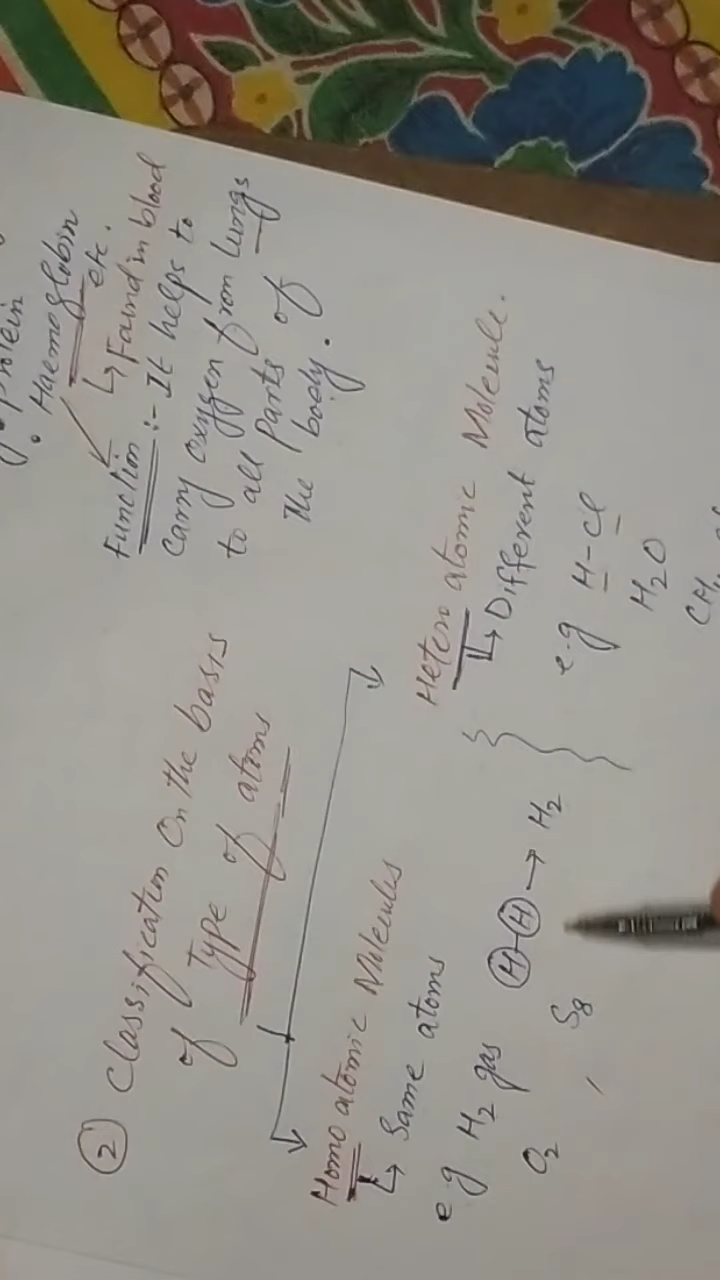 protein
• Haemoglobin
etc.
↳ Found in blood
Function :- It helps to
carry oxygen from lungs
to all parts of
the body.
② Classification On the basis
of Type of atoms
Homo atomic Molecules
↳ Same atoms
e.g H2 gas Ⓗ-Ⓗ → H2
O2 , S8
Hetero atomic Molecule.
↳ Different atoms
e.g H-Cl
H2O